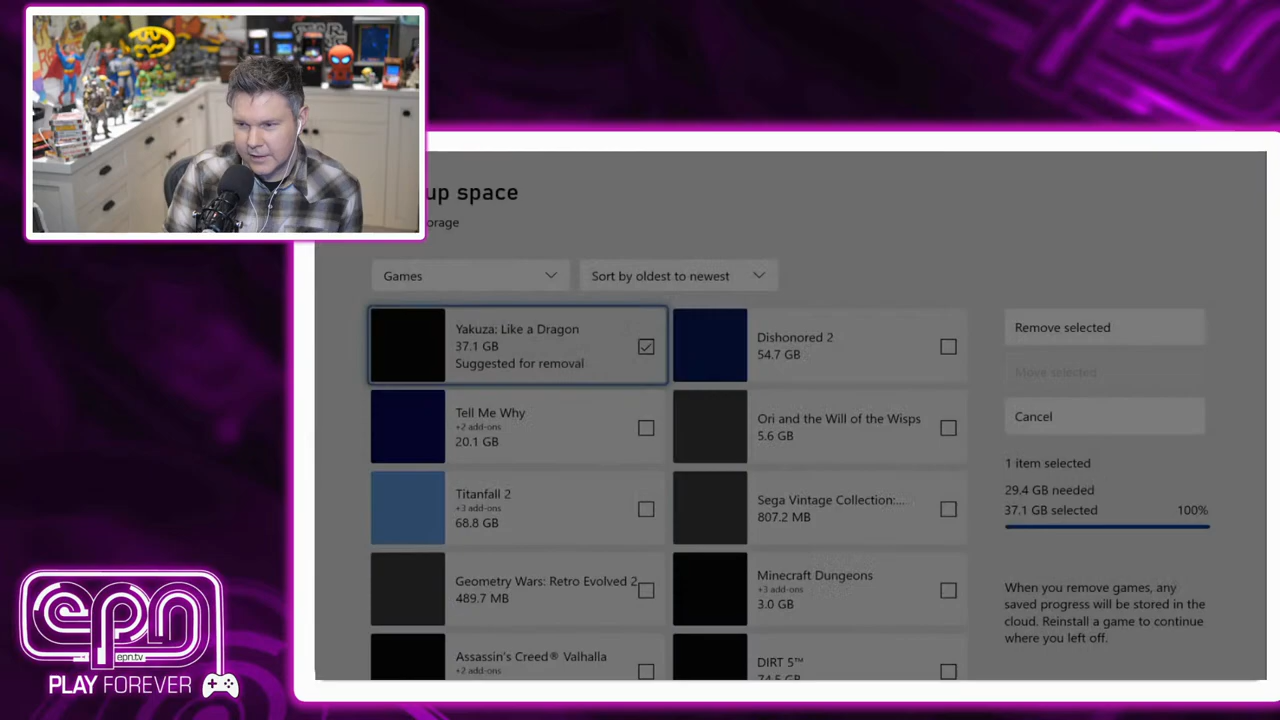 up space
orage
Games
Sort by oldest to newest
Yakuza: Like a Dragon
37.1 GB
Suggested for removal
Dishonored 2
54.7 GB
Remove selected
Move selected
Cancel
Tell Me Why
+2 add-ons
20.1 GB
Ori and the Will of the Wisps
5.6 GB
1 item selected
29.4 GB needed
37.1 GB selected
100%
Titanfall 2
+3 add-ons
68.8 GB
Sega Vintage Collection:...
807.2 MB
Geometry Wars: Retro Evolved 2
489.7 MB
Minecraft Dungeons
+3 add-ons
3.0 GB
When you remove games, any
saved progress will be stored in the
cloud. Reinstall a game to continue
where you left off.
Assassin's Creed® Valhalla
+2 add-ons
DIRT 5™
74.5 GB
epn
epn.tv
PLAY FOREVER